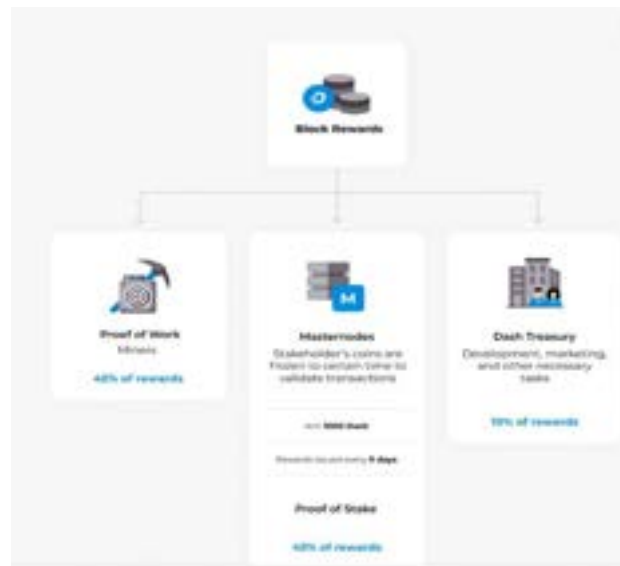 Block Rewards
Proof of Work
Miners
45% of rewards
Masternodes
Stakeholder's coins are
frozen to certain time to
validate transactions
1000 Dash
Rewards issued every 9 days
Proof of Stake
45% of rewards
Dash Treasury
Development, marketing,
and other necessary
tasks
10% of rewards